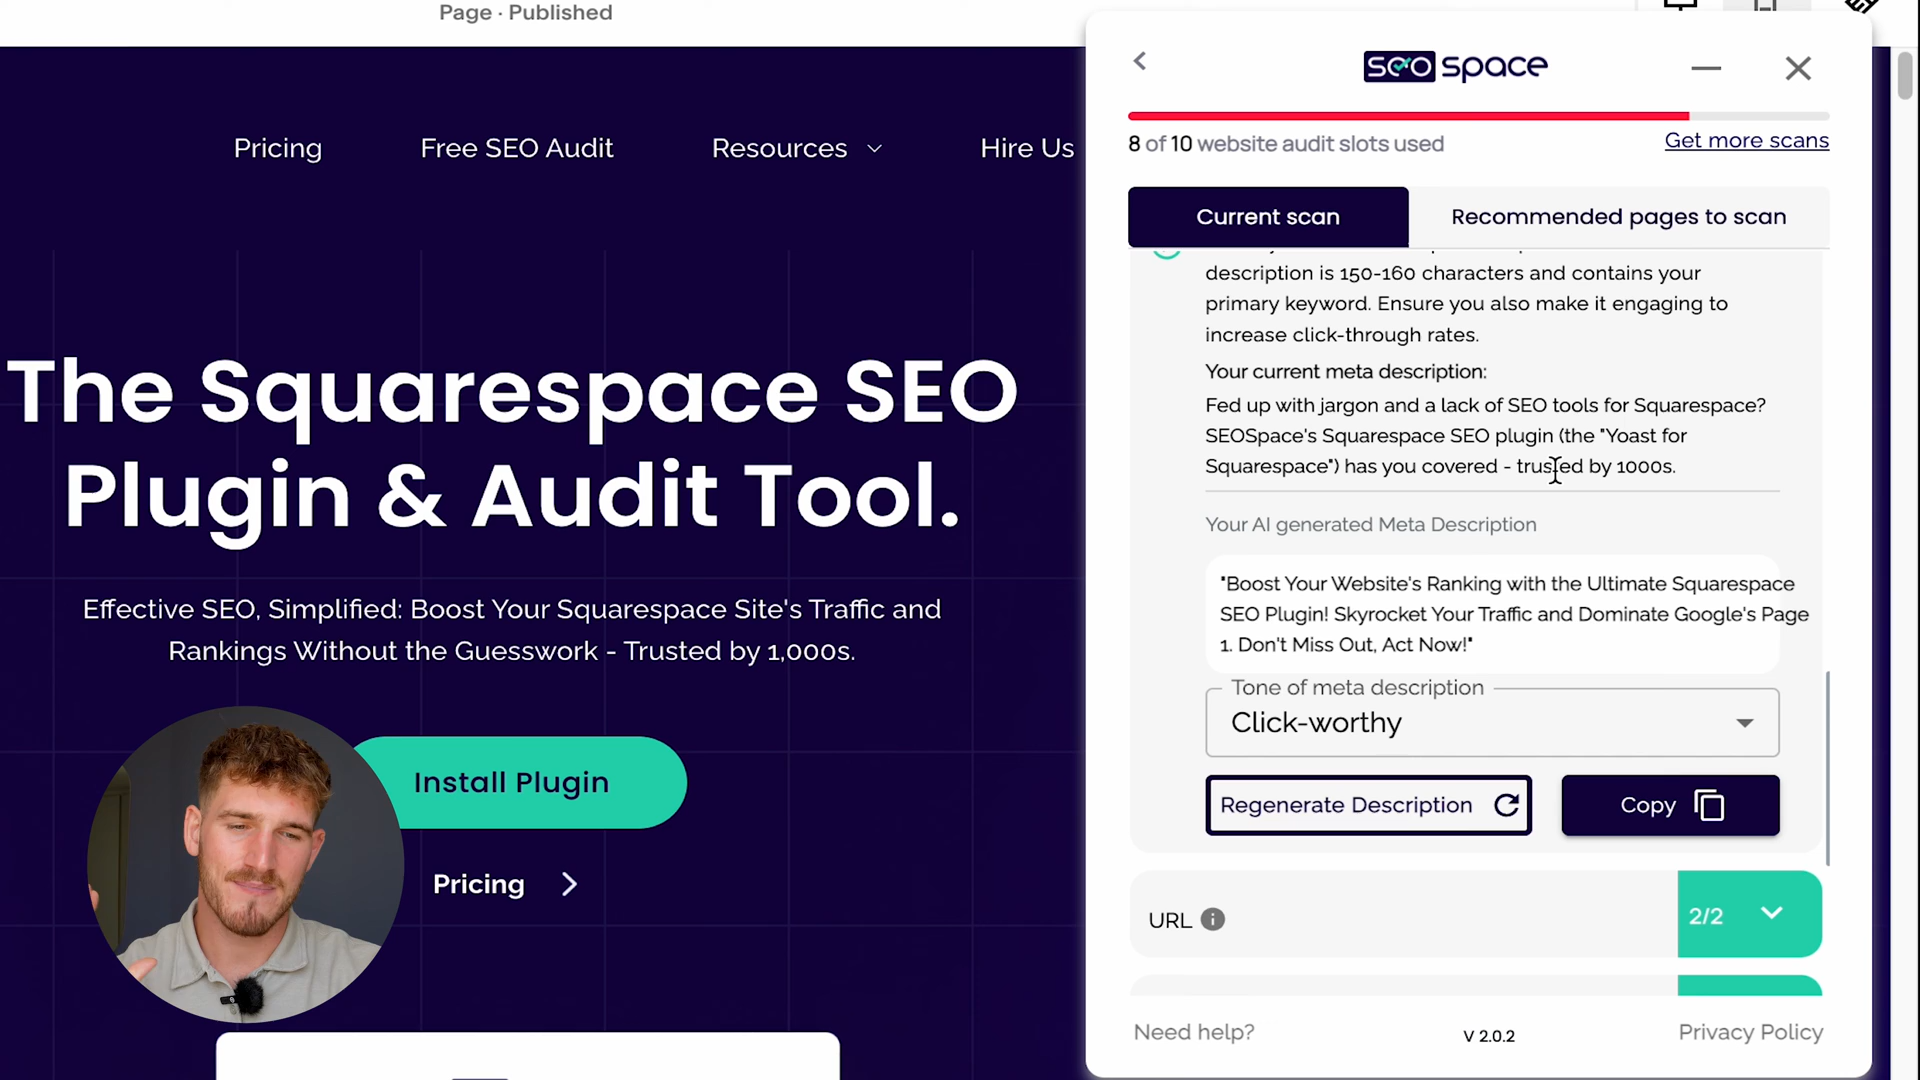 Page · Published
Pricing
Free SEO Audit
Resources
Hire Us
The Squarespace SEO
Plugin & Audit Tool.
Effective SEO, Simplified: Boost Your Squarespace Site's Traffic and
Rankings Without the Guesswork - Trusted by 1,000s.
Install Plugin
Pricing
seo space
8 of 10 website audit slots used
Get more scans
Current scan
Recommended pages to scan
description is 150-160 characters and contains your
primary keyword. Ensure you also make it engaging to
increase click-through rates.
Your current meta description:
Fed up with jargon and a lack of SEO tools for Squarespace?
SEOSpace's Squarespace SEO plugin (the "Yoast for
Squarespace") has you covered - trusted by 1000s.
Your AI generated Meta Description
"Boost Your Website's Ranking with the Ultimate Squarespace
SEO Plugin! Skyrocket Your Traffic and Dominate Google's Page
1. Don't Miss Out, Act Now!"
Tone of meta description
Click-worthy
Regenerate Description
Copy
URL
2/2
Need help?
V 2.0.2
Privacy Policy